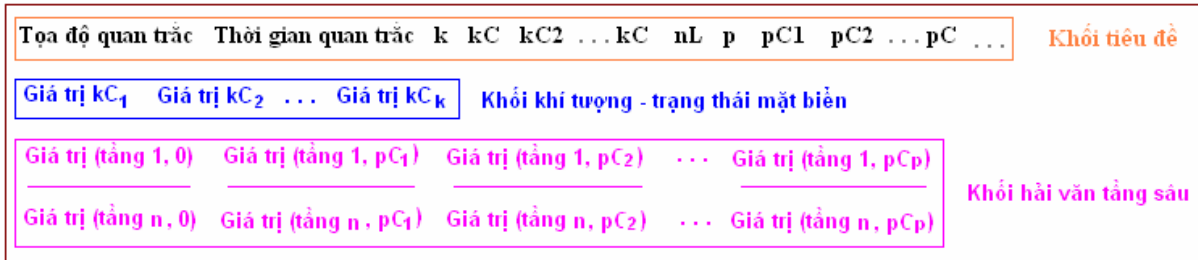 Tọa độ quan trắc Thời gian quan trắc k kC kC2 ...kC nL p pC1 pC2 ...pC ... Khối tiêu đề
Giá trị kC1 Giá trị kC2 ... Giá trị kCk Khối khí tượng - trạng thái mặt biển
Giá trị (tầng 1, 0) Giá trị (tầng 1, pC1) Giá trị (tầng 1, pC2) ... Giá trị (tầng 1, pCp)
Khối hải văn tầng sâu
Giá trị (tầng n, 0) Giá trị (tầng n, pC1) Giá trị (tầng n, pC2) ... Giá trị (tầng n, pCp)